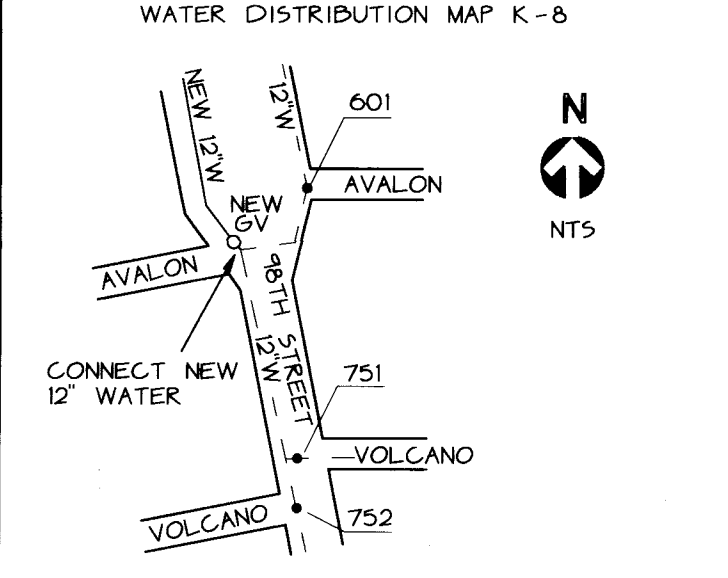 WATER DISTRIBUTION MAP K-8
NEW 12"W
12"W
601
N
AVALON
NEW
GV
NTS
AVALON
98TH STREET
12"W
CONNECT NEW
12" WATER
751
VOLCANO
VOLCANO
752